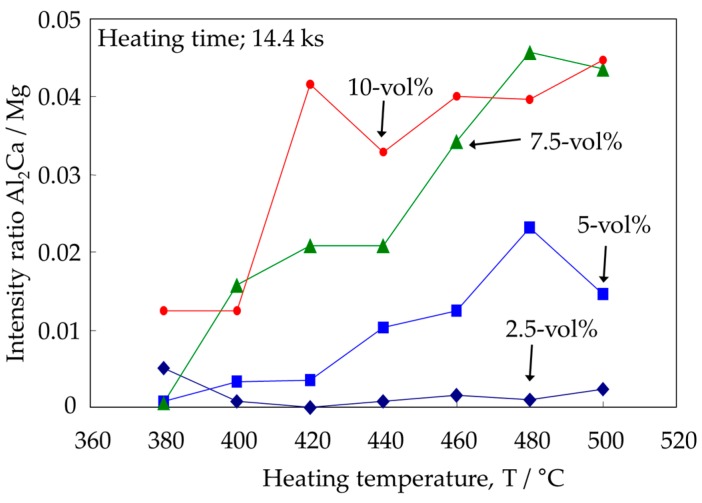 Heating time; 14.4 ks
Intensity ratio Al₂Ca / Mg
0.05
0.04
0.03
0.02
0.01
0
10-vol%
7.5-vol%
5-vol%
2.5-vol%
360 380 400 420 440 460 480 500 520
Heating temperature, T / °C